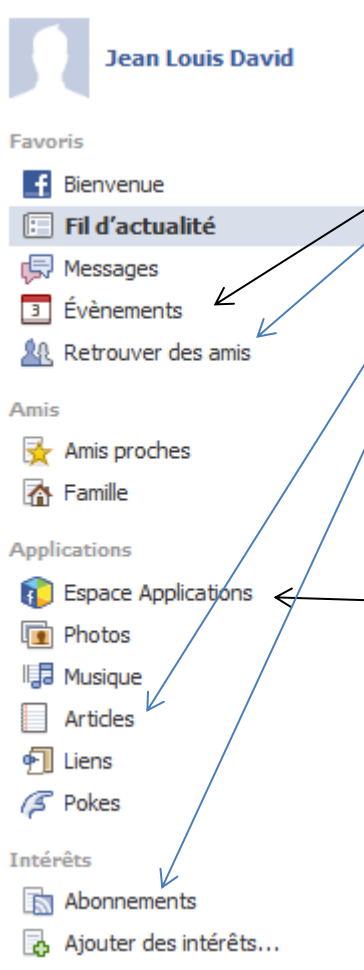 Jean Louis David
Favoris
Bienvenue
Fil d'actualité
Messages
3 Évènements
Retrouver des amis
Amis
Amis proches
Famille
Applications
Espace Applications
Photos
Musique
Articles
Liens
Pokes
Intérêts
Abonnements
Ajouter des intérêts...